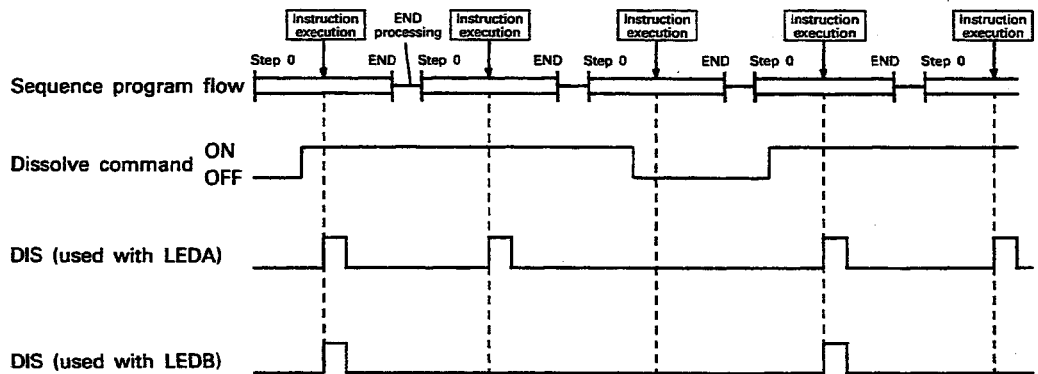 Instruction execution
END processing
Instruction execution
Instruction execution
Instruction execution
Instruction execution
Step 0 END Step 0 END Step 0 END Step 0 END Step 0
Sequence program flow
Dissolve command ON
OFF
DIS (used with LEDA)
DIS (used with LEDB)